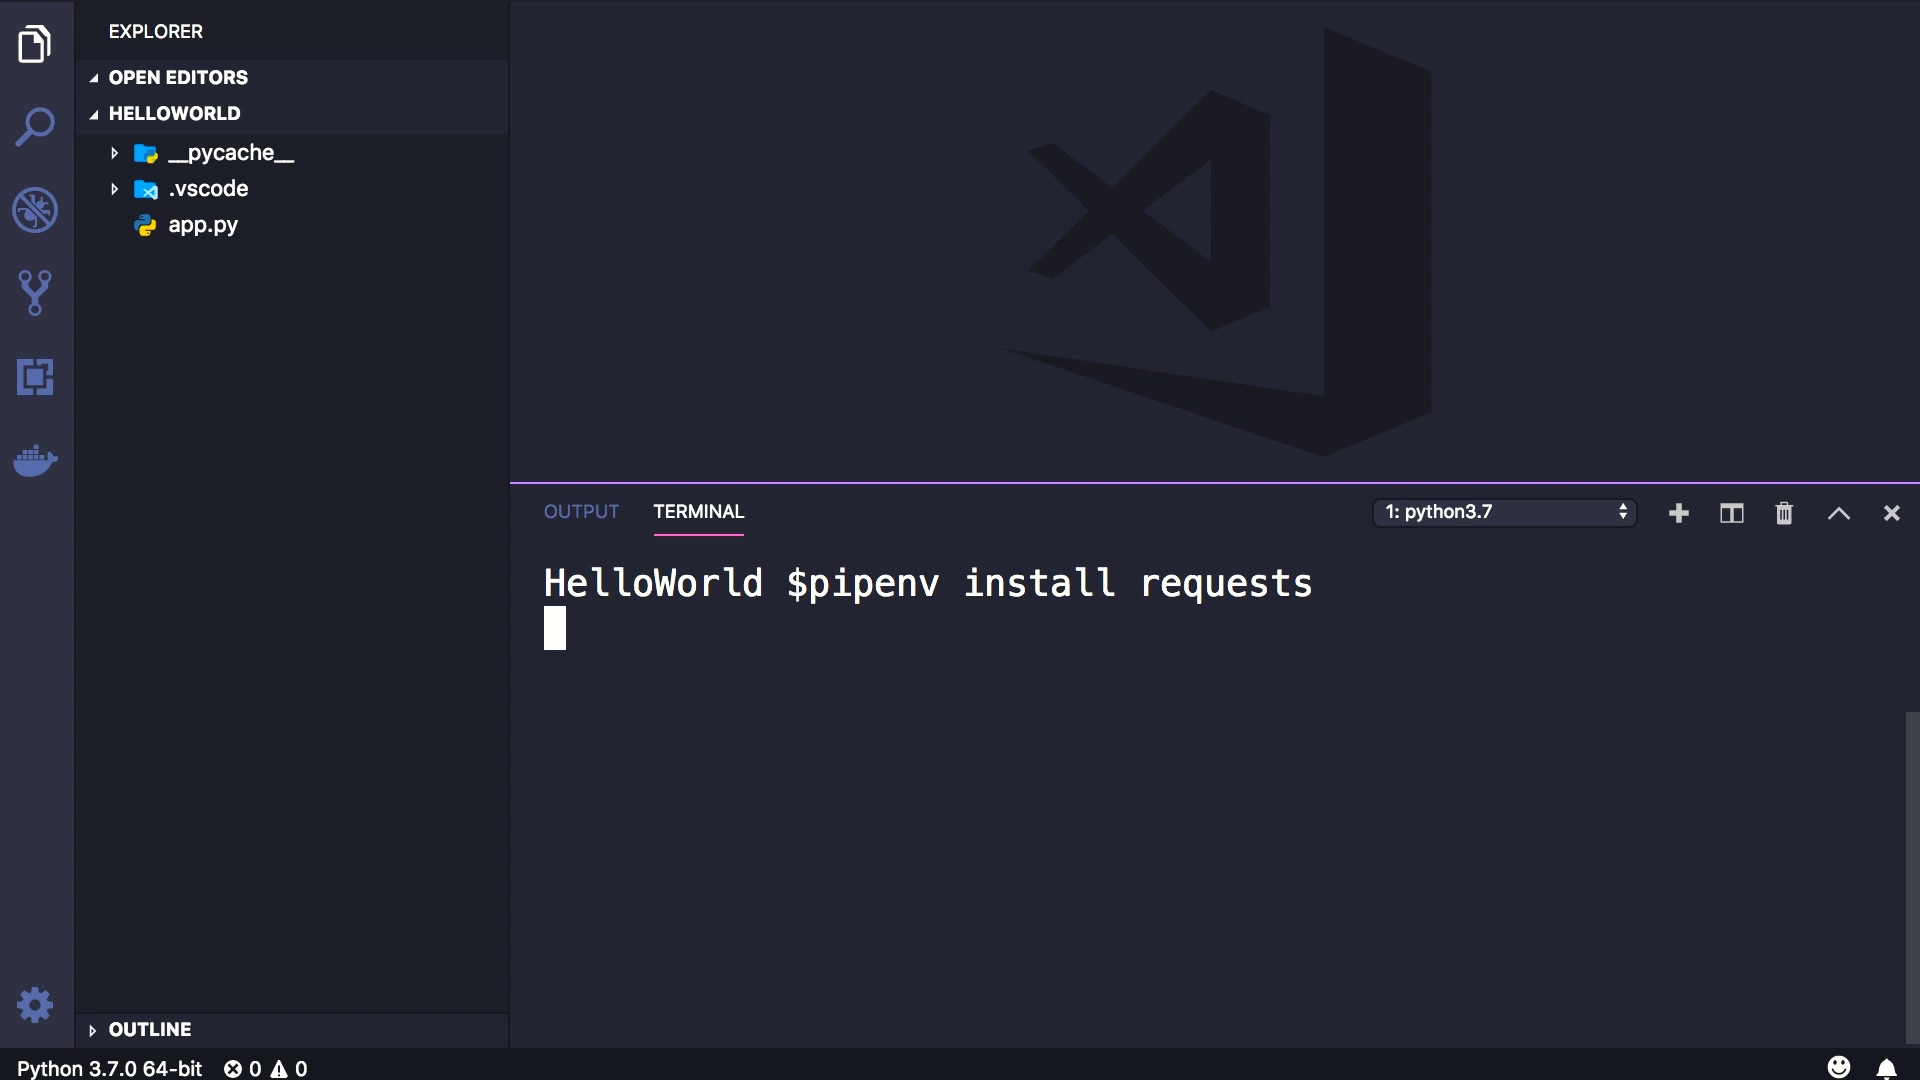 EXPLORER
OPEN EDITORS
HELLOWORLD
__pycache__
.vscode
app.py
OUTPUT TERMINAL 1: python3.7
HelloWorld $pipenv install requests
OUTLINE
Python 3.7.0 64-bit 0 0